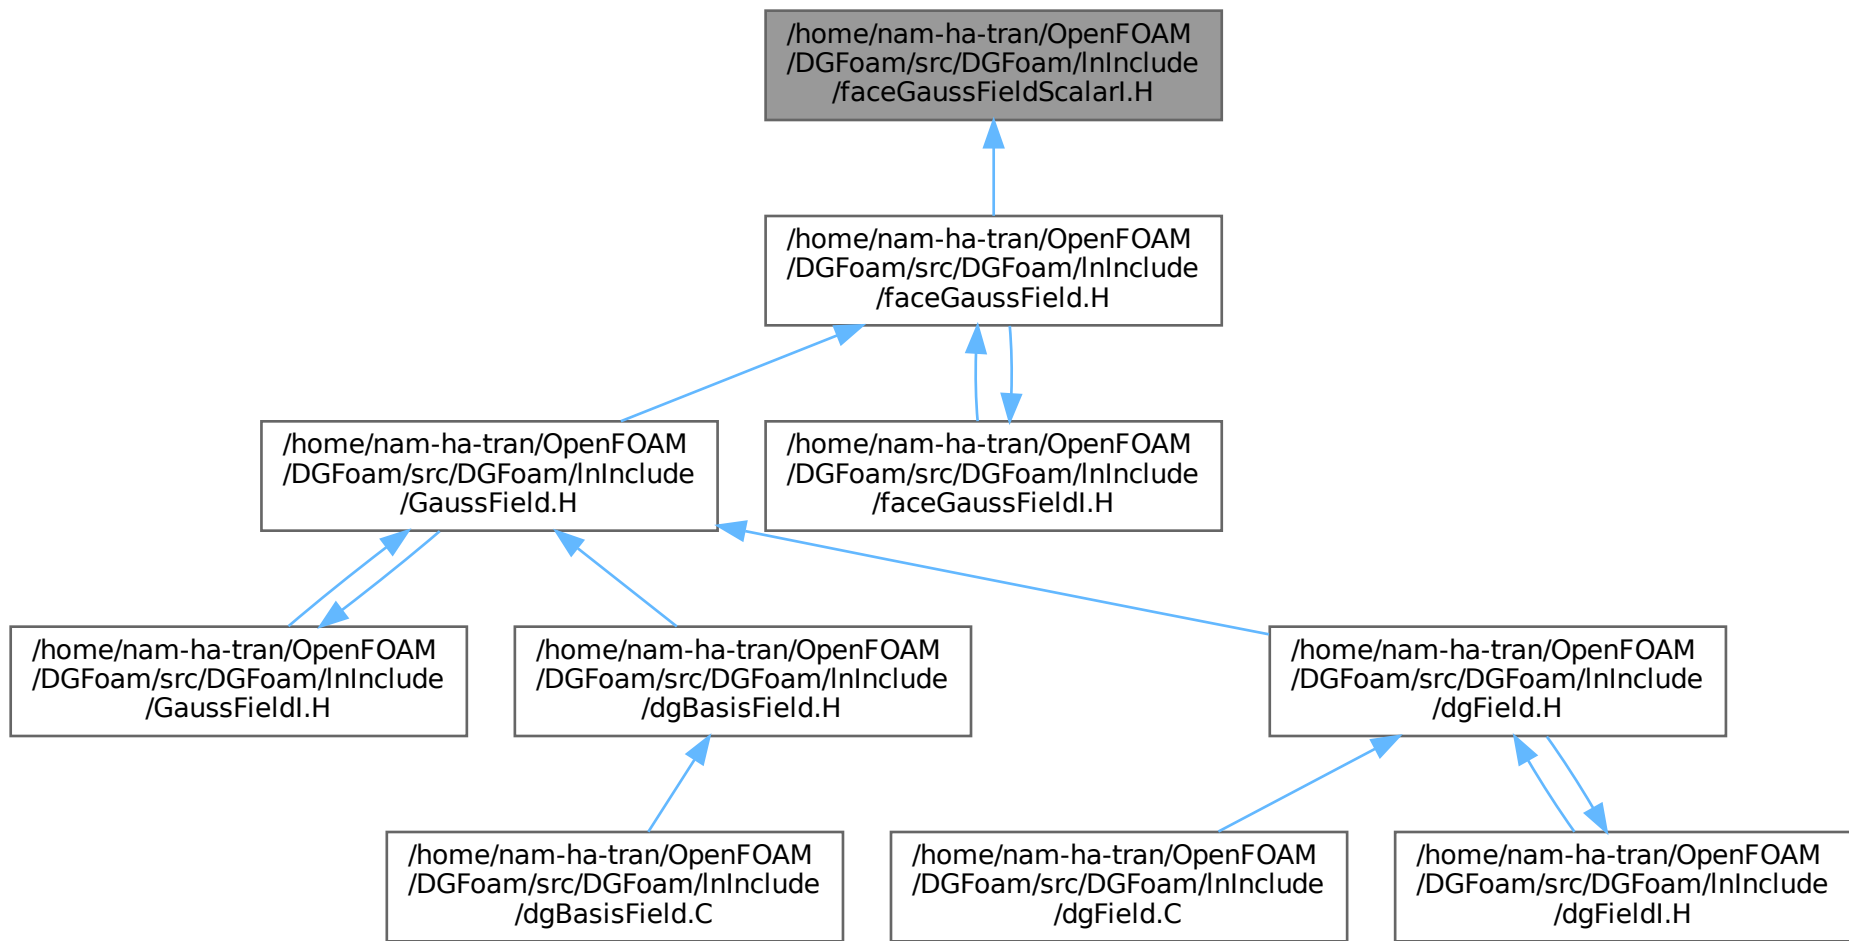 /home/nam-ha-tran/OpenFOAM
/DGFoam/src/DGFoam/lnInclude
/faceGaussFieldScalarI.H
/home/nam-ha-tran/OpenFOAM
/DGFoam/src/DGFoam/lnInclude
/faceGaussField.H
/home/nam-ha-tran/OpenFOAM
/DGFoam/src/DGFoam/lnInclude
/GaussField.H
/home/nam-ha-tran/OpenFOAM
/DGFoam/src/DGFoam/lnInclude
/faceGaussFieldI.H
/home/nam-ha-tran/OpenFOAM
/DGFoam/src/DGFoam/lnInclude
/GaussFieldI.H
/home/nam-ha-tran/OpenFOAM
/DGFoam/src/DGFoam/lnInclude
/dgBasisField.H
/home/nam-ha-tran/OpenFOAM
/DGFoam/src/DGFoam/lnInclude
/dgField.H
/home/nam-ha-tran/OpenFOAM
/DGFoam/src/DGFoam/lnInclude
/dgBasisField.C
/home/nam-ha-tran/OpenFOAM
/DGFoam/src/DGFoam/lnInclude
/dgField.C
/home/nam-ha-tran/OpenFOAM
/DGFoam/src/DGFoam/lnInclude
/dgFieldI.H